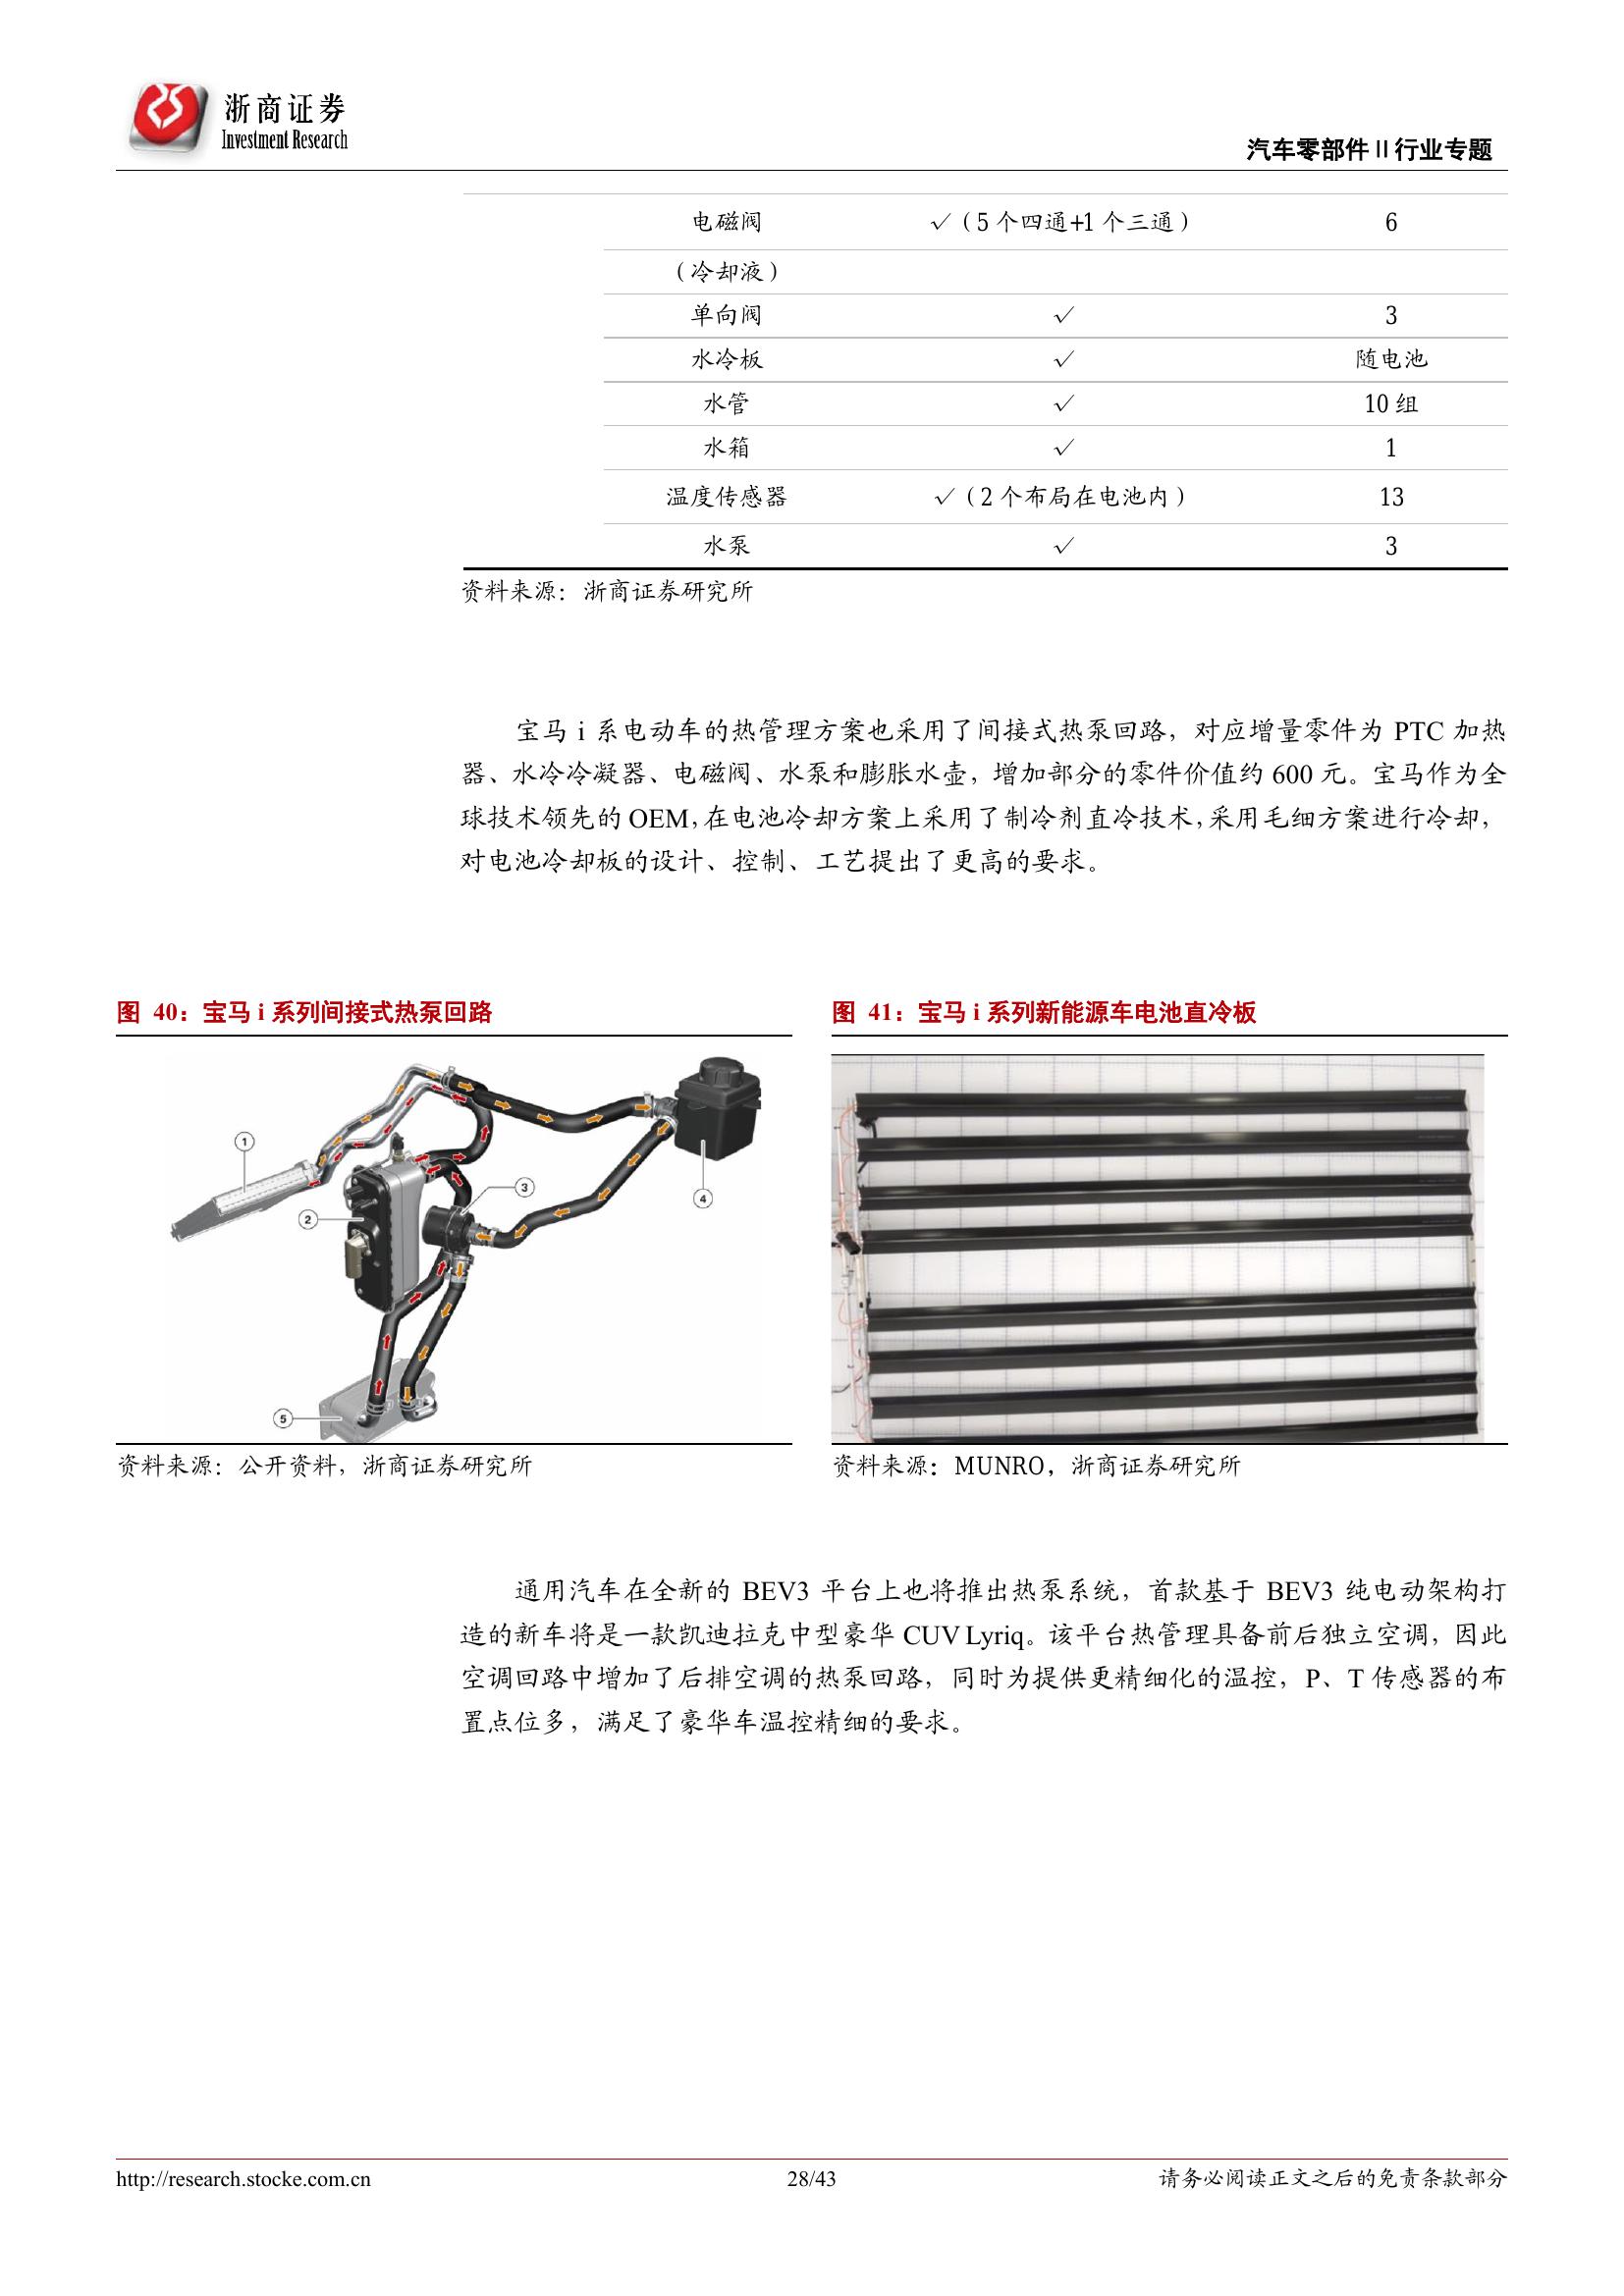 浙商证券
Investment Research
汽车零部件Ⅱ行业专题
电磁阀 √（5 个四通+1 个三通） 6
（冷却液）
单向阀 √ 3
水冷板 √ 随电池
水管 √ 10 组
水箱 √ 1
温度传感器 √（2 个布局在电池内） 13
水泵 √ 3
资料来源：浙商证券研究所
宝马 i 系电动车的热管理方案也采用了间接式热泵回路，对应增量零件为 PTC 加热
器、水冷冷凝器、电磁阀、水泵和膨胀水壶，增加部分的零件价值约 600 元。宝马作为全
球技术领先的 OEM，在电池冷却方案上采用了制冷剂直冷技术，采用毛细方案进行冷却，
对电池冷却板的设计、控制、工艺提出了更高的要求。
图 40：宝马 i 系列间接式热泵回路
1
2
3
4
5
资料来源：公开资料，浙商证券研究所
图 41：宝马 i 系列新能源车电池直冷板
资料来源：MUNRO，浙商证券研究所
通用汽车在全新的 BEV3 平台上也将推出热泵系统，首款基于 BEV3 纯电动架构打
造的新车将是一款凯迪拉克中型豪华 CUV Lyriq。该平台热管理具备前后独立空调，因此
空调回路中增加了后排空调的热泵回路，同时为提供更精细化的温控，P、T 传感器的布
置点位多，满足了豪华车温控精细的要求。
http://research.stocke.com.cn
28/43
请务必阅读正文之后的免责条款部分